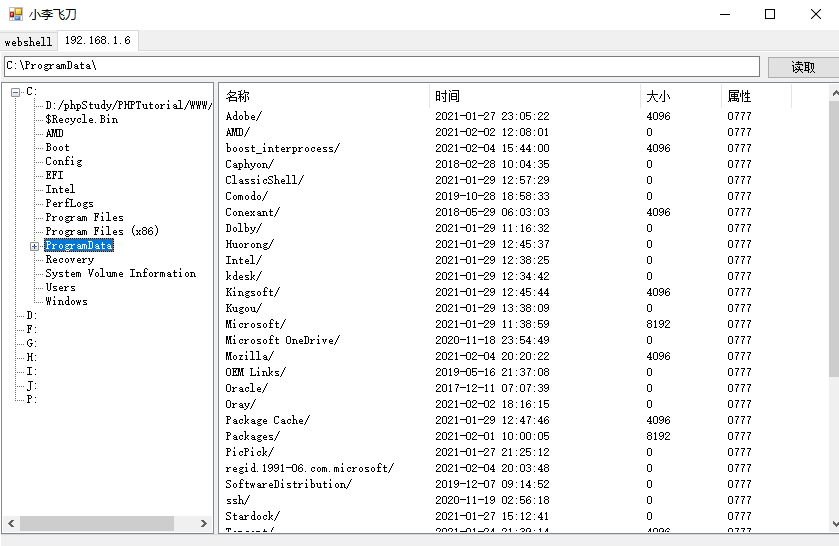 小李飞刀
webshell 192.168.1.6
C:\ProgramData\ 读取
C:
D:/phpStudy/PHPTutorial/WWW/
$Recycle.Bin
AMD
Boot
Config
EFI
Intel
PerfLogs
Program Files
Program Files (x86)
ProgramData
Recovery
System Volume Information
Users
Windows
D:
F:
G:
H:
I:
J:
P:
名称 时间 大小 属性
Adobe/ 2021-01-27 23:05:22 4096 0777
AMD/ 2021-02-02 12:08:01 0 0777
boost_interprocess/ 2021-02-04 15:44:00 4096 0777
Caphyon/ 2018-02-28 10:04:35 0 0777
ClassicShell/ 2021-01-29 12:57:29 0 0777
Comodo/ 2019-10-28 18:58:33 0 0777
Conexant/ 2018-05-29 06:03:03 4096 0777
Dolby/ 2021-01-29 11:16:32 0 0777
Huorong/ 2021-01-29 12:45:37 0 0777
Intel/ 2021-01-29 12:38:25 0 0777
kdesk/ 2021-01-29 12:34:42 0 0777
Kingsoft/ 2021-01-29 12:45:44 4096 0777
Kugou/ 2021-01-29 13:38:09 0 0777
Microsoft/ 2021-01-29 11:38:59 8192 0777
Microsoft OneDrive/ 2020-11-18 23:54:49 0 0777
Mozilla/ 2021-02-04 20:20:22 4096 0777
OEM Links/ 2019-05-16 21:37:08 0 0777
Oracle/ 2017-12-11 07:07:39 0 0777
Oray/ 2021-02-02 18:16:15 0 0777
Package Cache/ 2021-01-29 12:47:46 4096 0777
Packages/ 2021-02-01 10:00:05 8192 0777
PicPick/ 2021-01-27 21:25:12 0 0777
regid.1991-06.com.microsoft/ 2021-02-04 20:03:48 0 0777
SoftwareDistribution/ 2019-12-07 09:14:52 0 0777
ssh/ 2020-11-19 02:56:18 0 0777
Stardock/ 2021-01-27 15:12:41 0 0777